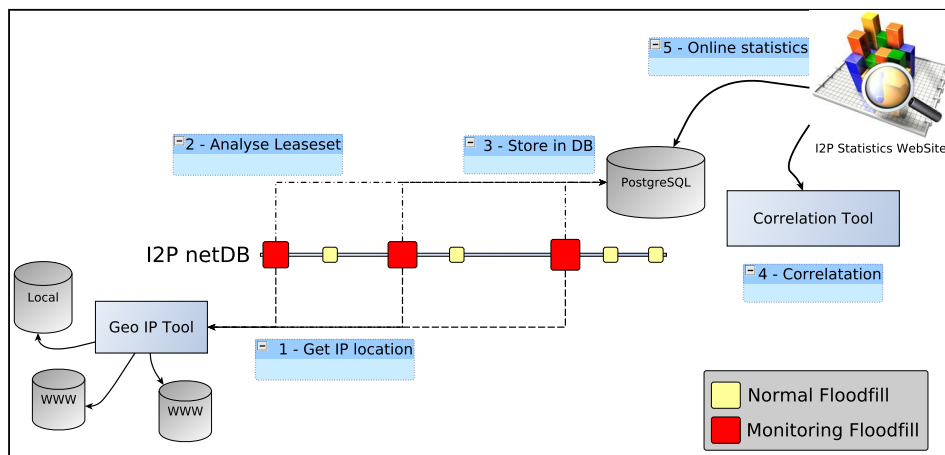 5 - Online statistics
2 - Analyse Leaseset
3 - Store in DB
I2P Statistics WebSite
PostgreSQL
Correlation Tool
I2P netDB
4 - Correlatation
Local
Geo IP Tool
1 - Get IP location
WWW
WWW
Normal Floodfill
Monitoring Floodfill